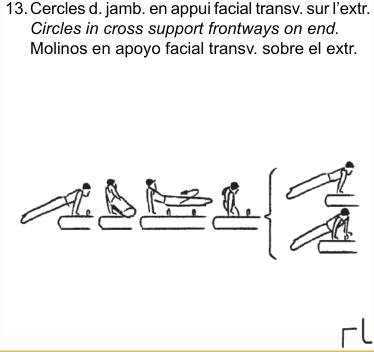 13. Cercles d. jamb. en appui facial transv. sur l'extr.
Circles in cross support frontways on end.
Molinos en apoyo facial transv. sobre el extr.